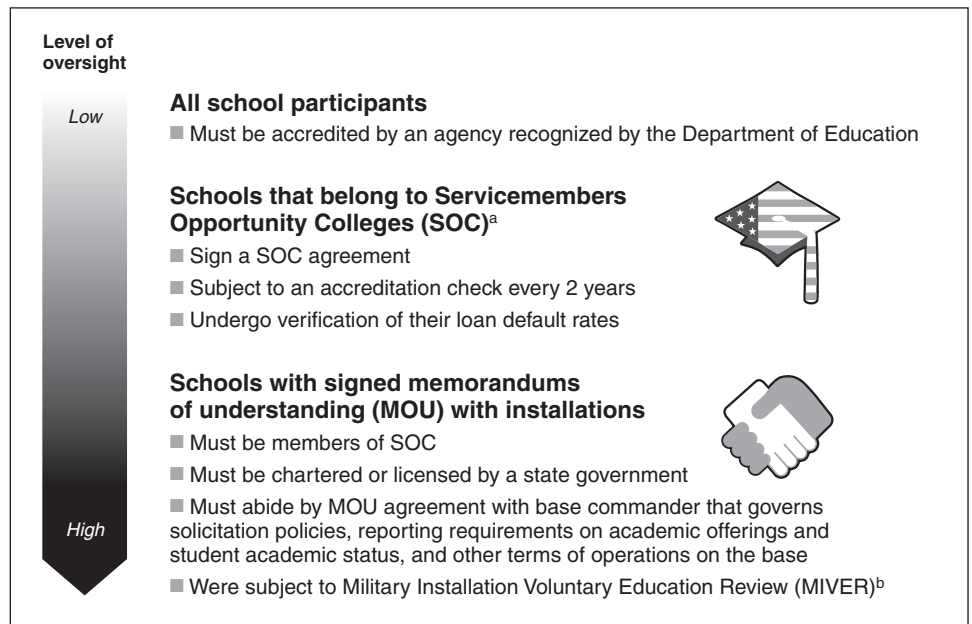 Level of
oversight
Low
All school participants
■ Must be accredited by an agency recognized by the Department of Education
Schools that belong to Servicemembers
Opportunity Colleges (SOC)ᵃ
■ Sign a SOC agreement
■ Subject to an accreditation check every 2 years
■ Undergo verification of their loan default rates
Schools with signed memorandums
of understanding (MOU) with installations
■ Must be members of SOC
■ Must be chartered or licensed by a state government
■ Must abide by MOU agreement with base commander that governs
solicitation policies, reporting requirements on academic offerings and
student academic status, and other terms of operations on the base
High
■ Were subject to Military Installation Voluntary Education Review (MIVER)ᵇ